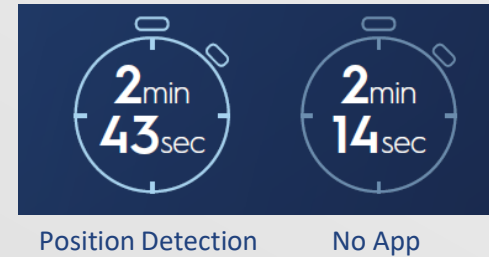 2min
43sec
2min
14sec
Position Detection
No App